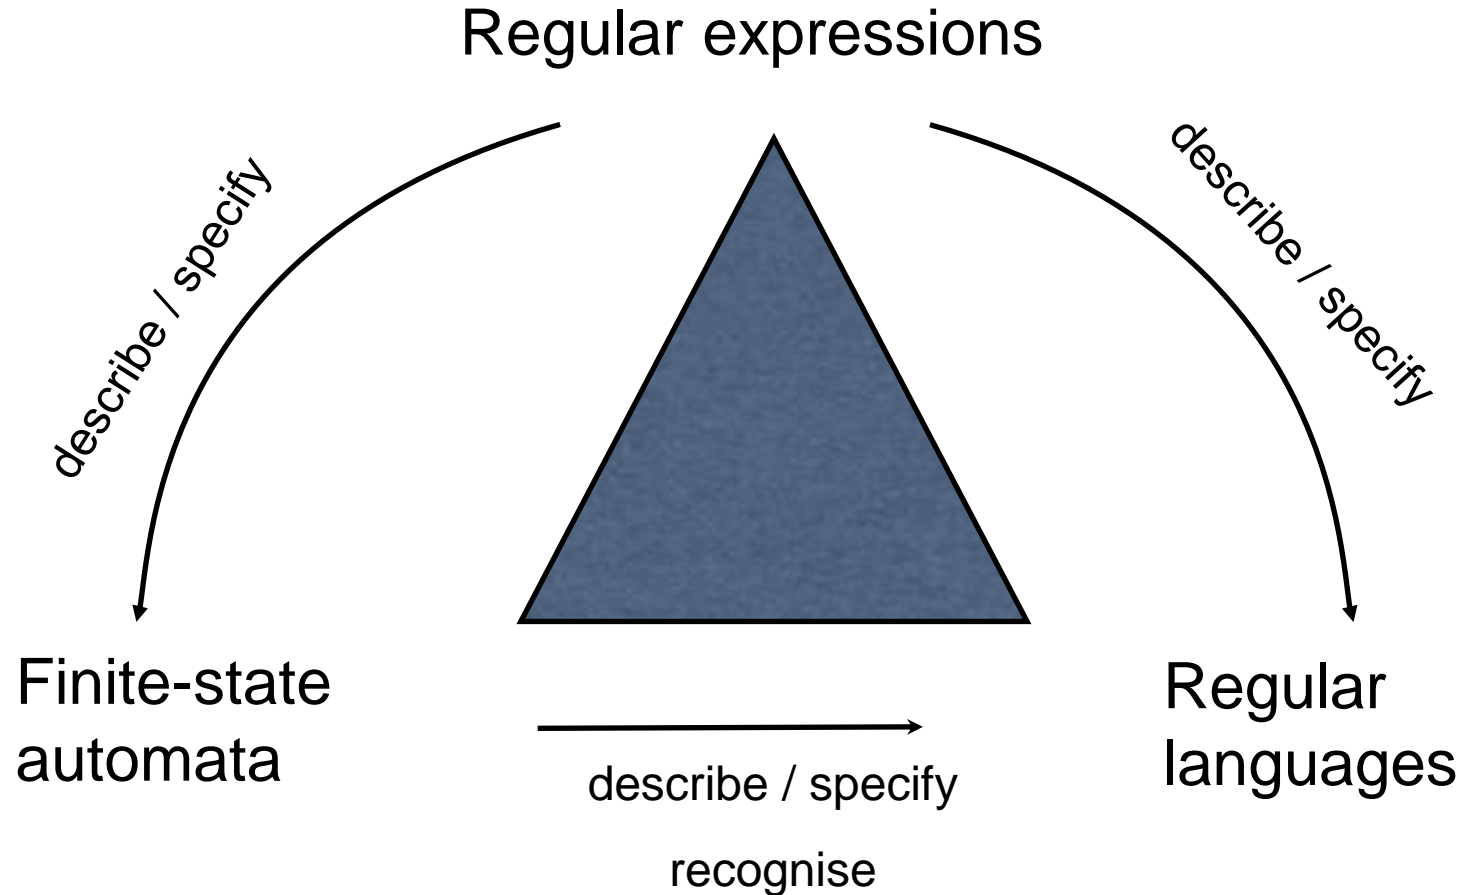 Regular expressions
describe / specify
describe / specify
Finite-state
automata
describe / specify
recognise
Regular
languages